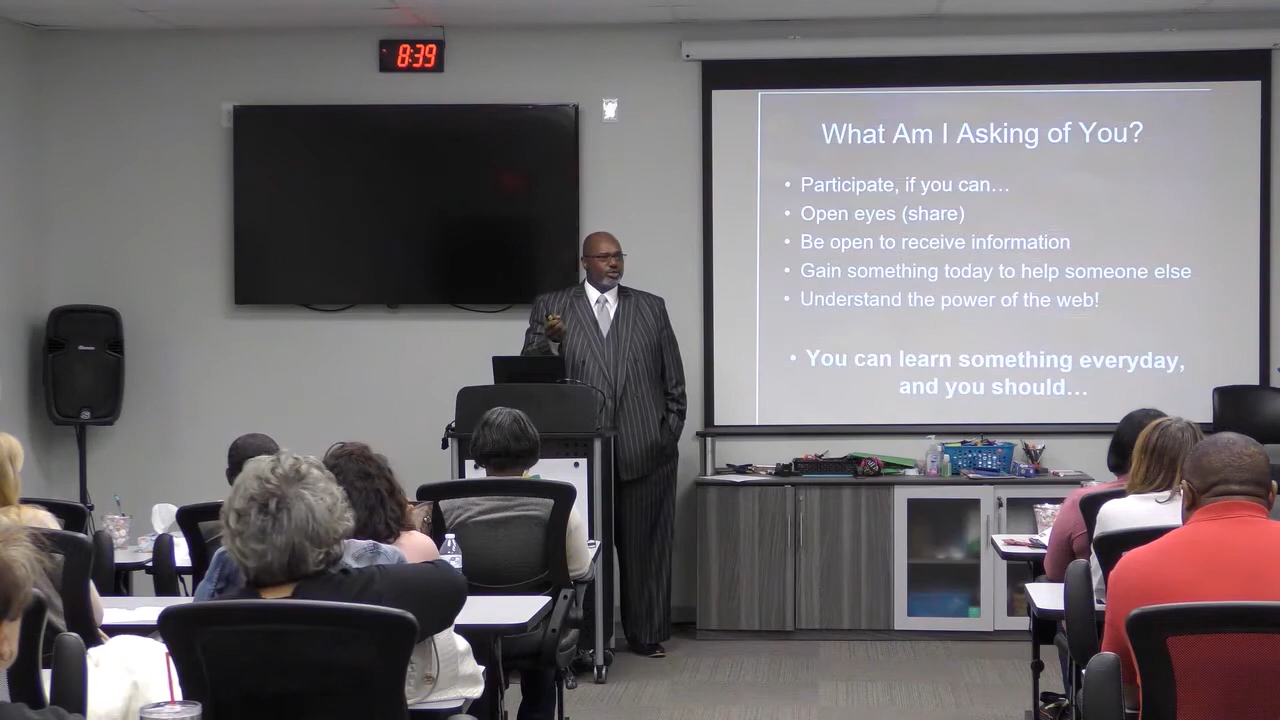 8:39
What Am I Asking of You?
• Participate, if you can…
• Open eyes (share)
• Be open to receive information
• Gain something today to help someone else
• Understand the power of the web!
• You can learn something everyday,
and you should…